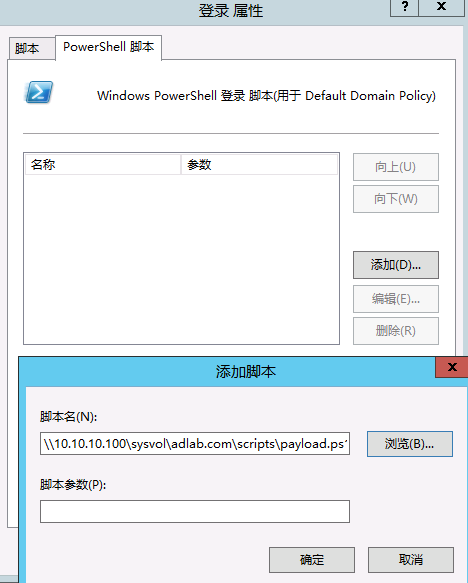 登录 属性
? x
脚本 PowerShell 脚本
Windows PowerShell 登录 脚本(用于 Default Domain Policy)
名称 参数
向上(U)
向下(W)
添加(D)...
编辑(E)...
删除(R)
添加脚本
x
脚本名(N):
\\10.10.10.100\sysvol\adlab.com\scripts\payload.ps1
浏览(B)...
脚本参数(P):
确定 取消